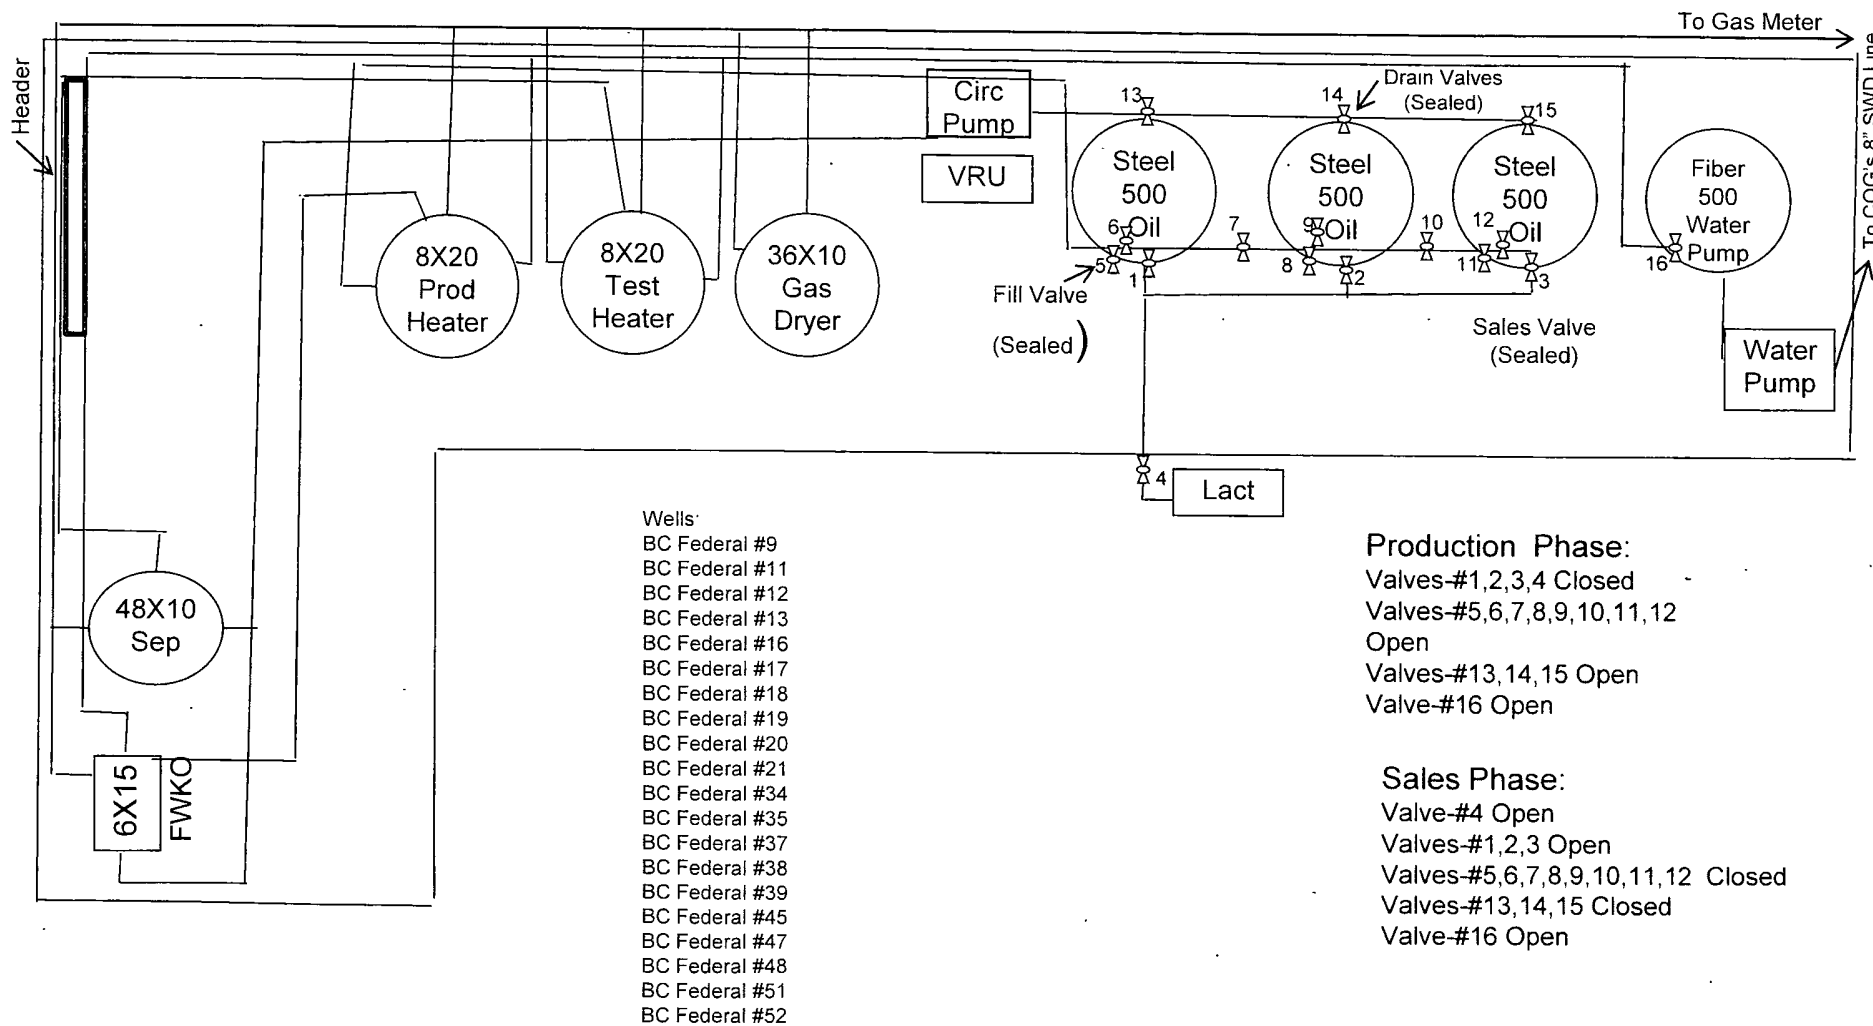 To Gas Meter
To COG's 8" SWD Line
Header
Circ
Pump
VRU
Drain Valves
(Sealed)
13
14
15
Steel
500
Oil
Steel
500
Oil
Steel
500
Oil
Fiber
500
Water
Pump
6
7
9
10
12
5
1
8
2
11
3
16
8X20
Prod
Heater
8X20
Test
Heater
36X10
Gas
Dryer
Fill Valve
(Sealed)
Sales Valve
(Sealed)
Water
Pump
4
Lact
48X10
Sep
6X15
FWKO
Wells:
BC Federal #9
BC Federal #11
BC Federal #12
BC Federal #13
BC Federal #16
BC Federal #17
BC Federal #18
BC Federal #19
BC Federal #20
BC Federal #21
BC Federal #34
BC Federal #35
BC Federal #37
BC Federal #38
BC Federal #39
BC Federal #45
BC Federal #47
BC Federal #48
BC Federal #51
BC Federal #52
Production Phase:
Valves-#1,2,3,4 Closed
Valves-#5,6,7,8,9,10,11,12
Open
Valves-#13,14,15 Open
Valve-#16 Open
Sales Phase:
Valve-#4 Open
Valves-#1,2,3 Open
Valves-#5,6,7,8,9,10,11,12 Closed
Valves-#13,14,15 Closed
Valve-#16 Open